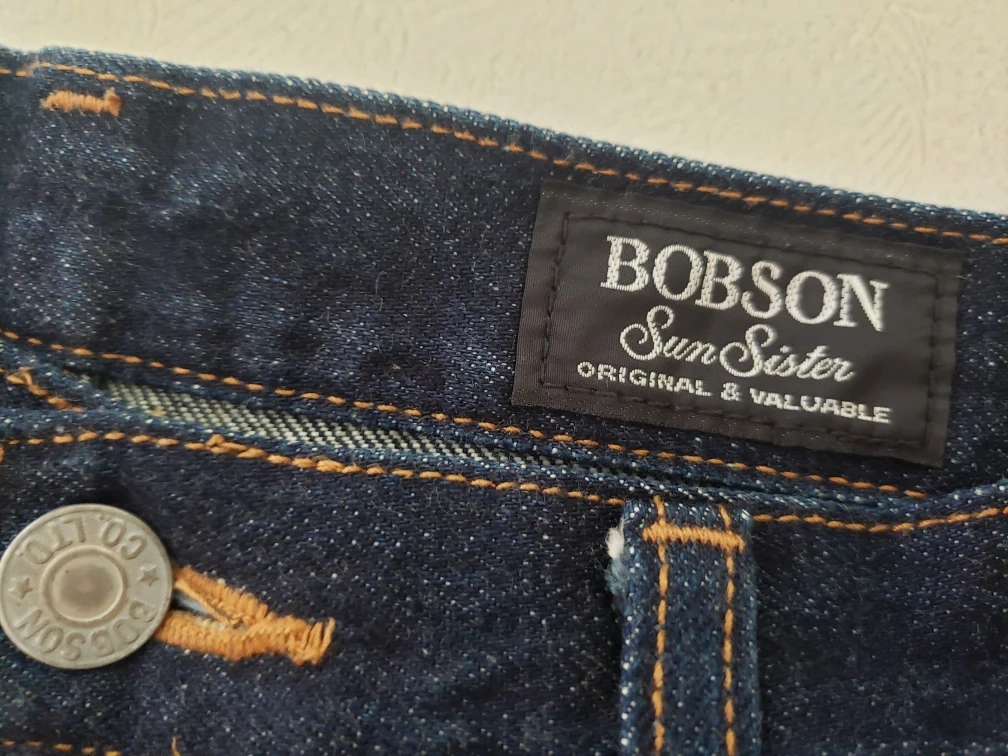 BOBSON
Sun Sister
ORIGINAL & VALUABLE
BOBSON
CO. LTD.